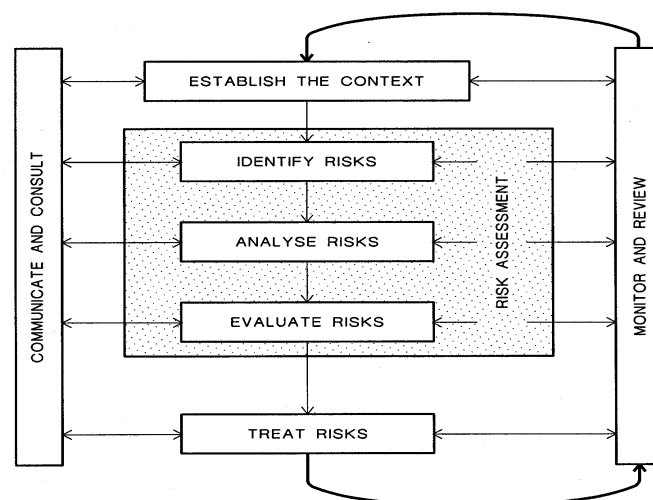 ESTABLISH THE CONTEXT
COMMUNICATE AND CONSULT
IDENTIFY RISKS
ANALYSE RISKS
EVALUATE RISKS
RISK ASSESSMENT
MONITOR AND REVIEW
TREAT RISKS